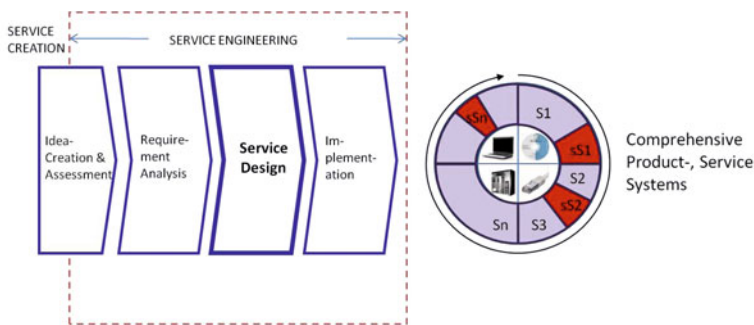 SERVICE
CREATION
SERVICE ENGINEERING
Idea-
Creation &
Assessment
Require-
ment
Analysis
Service
Design
Im-
plement-
ation
sSn
S1
sS1
S2
sS2
S3
Sn
Comprehensive
Product-, Service
Systems